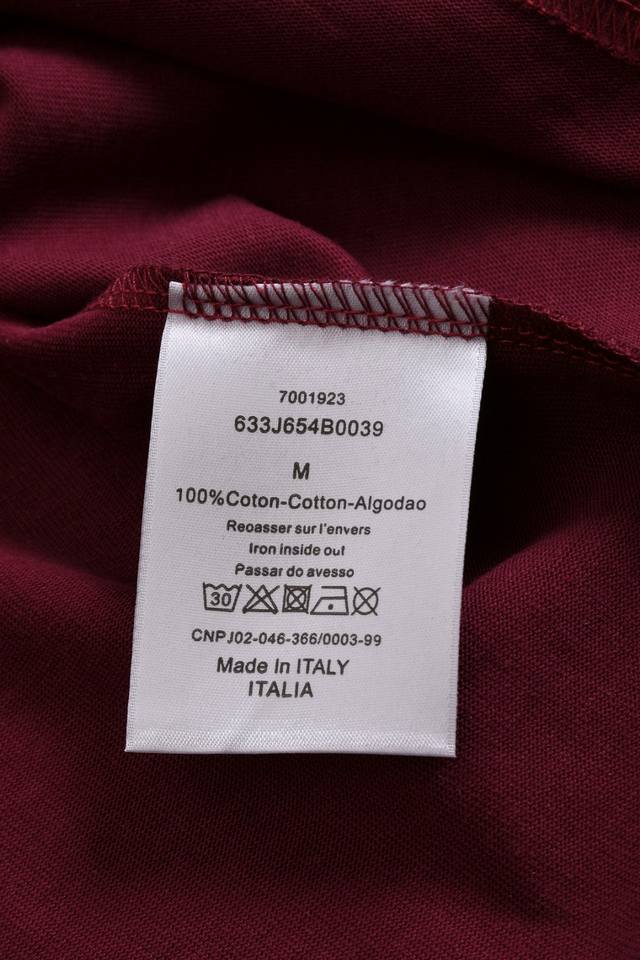 7001923
633J654B0039
M
100%Coton-Cotton-Algodao
Reoasser sur l'envers
Iron inside out
Passar do avesso
30
CNPJ02-046-366/0003-99
Made In ITALY
ITALIA